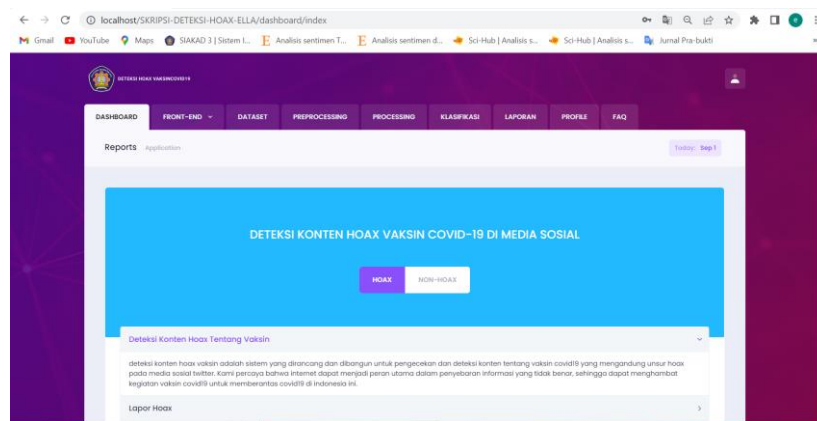 localhost/SKRIPSI-DETEKSI-HOAX-ELLA/dashboard/index
Gmail YouTube Maps SIAKAD 3 | Sistem I... Analisis sentimen T... Analisis sentimen d... Sci-Hub | Analisis s... Sci-Hub | Analisis s... Jurnal Pra-bukti
DETEKSI HOAX VAKSINCOVID19
DASHBOARD FRONT-END DATASET PREPROCESSING PROCESSING KLASIFIKASI LAPORAN PROFILE FAQ
Reports Application Today: Sep 1
DETEKSI KONTEN HOAX VAKSIN COVID-19 DI MEDIA SOSIAL
HOAX NON-HOAX
Deteksi Konten Hoax Tentang Vaksin
deteksi konten hoax vaksin adalah sistem yang dirancang dan dibangun untuk pengecekan dan deteksi konten tentang vaksin covid19 yang mengandung unsur hoax
pada media sosial twitter. Kami percaya bahwa internet dapat menjadi peran utama dalam penyebaran informasi yang tidak benar, sehingga dapat menghambat
kegiatan vaksin covid19 untuk memberantas covid19 di indonesia ini.
Lapor Hoax